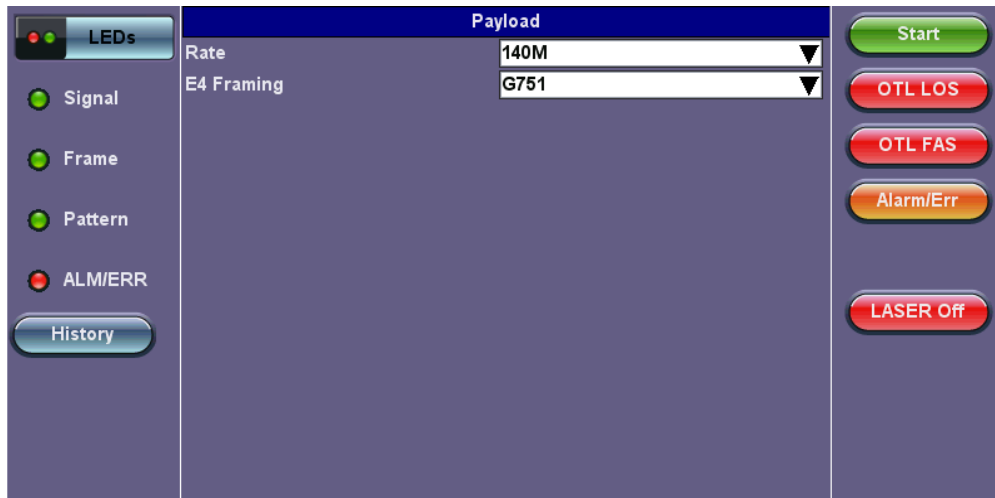 LEDs
Signal
Frame
Pattern
ALM/ERR
History
Payload
Rate
140M
E4 Framing
G751
Start
OTL LOS
OTL FAS
Alarm/Err
LASER Off